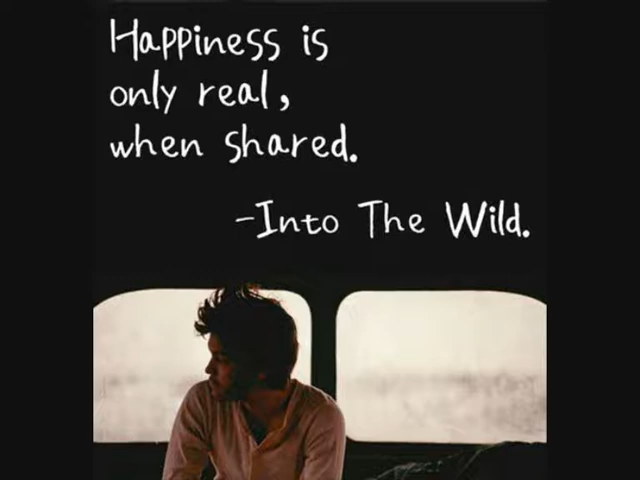 Happiness is
only real,
when shared.
-Into The Wild.